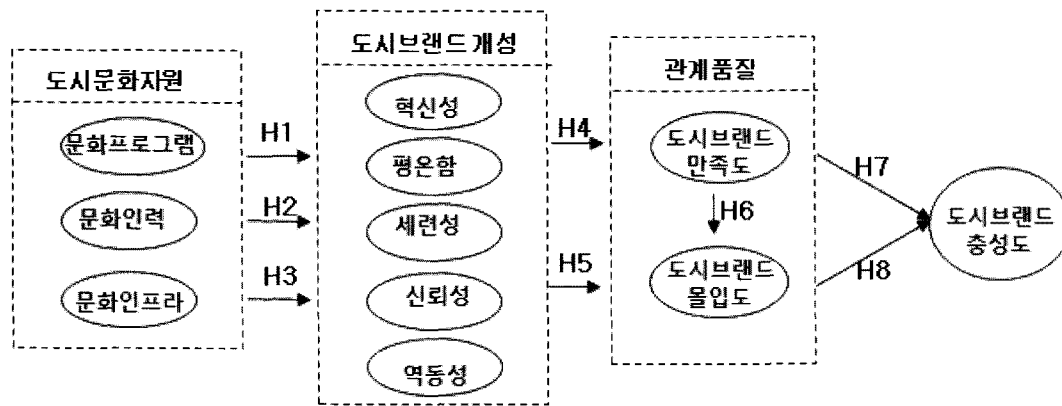 도시문화자원
문화프로그램
문화인력
문화인프라
H1
H2
H3
도시브랜드 개성
혁신성
평온함
세련성
신뢰성
역동성
H4
H5
관계품질
도시브랜드
만족도
H6
도시브랜드
몰입도
H7
H8
도시브랜드
충성도